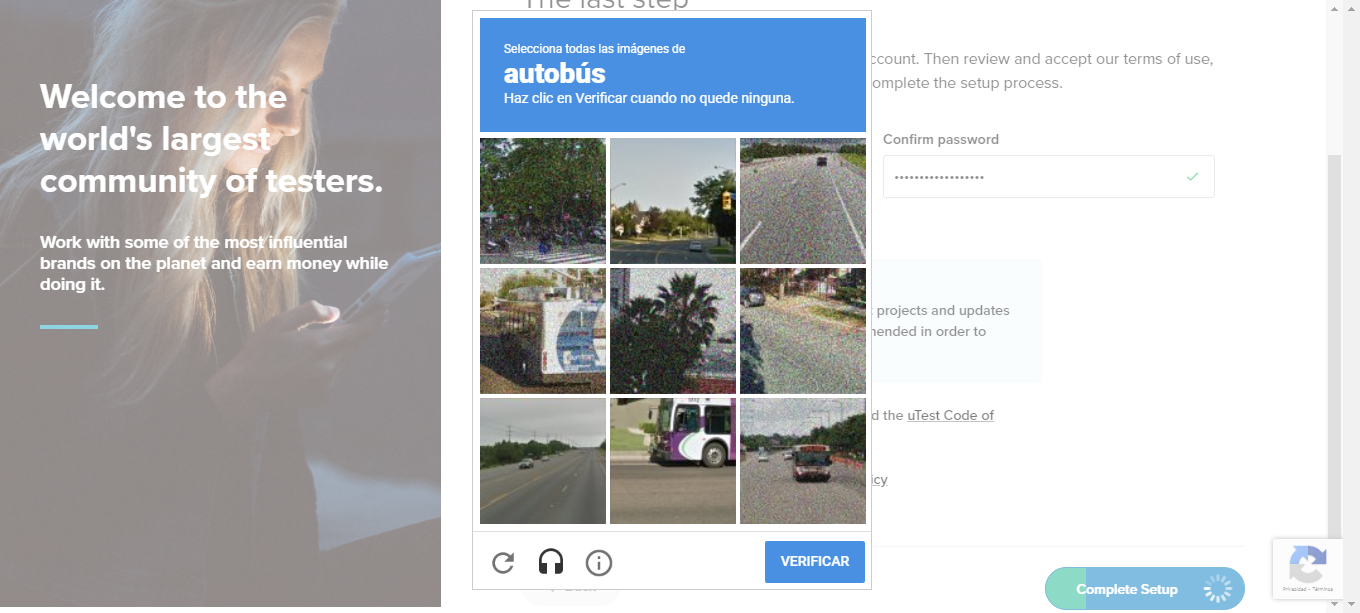 Welcome to the
world's largest
community of testers.
Work with some of the most influential
brands on the planet and earn money while
doing it.
The last step
ccount. Then review and accept our terms of use,
omplete the setup process.
Selecciona todas las imágenes de
autobús
Haz clic en Verificar cuando no quede ninguna.
Confirm password
projects and updates
nended in order to
d the uTest Code of
icy
VERIFICAR
Complete Setup
Privacidad - Términos